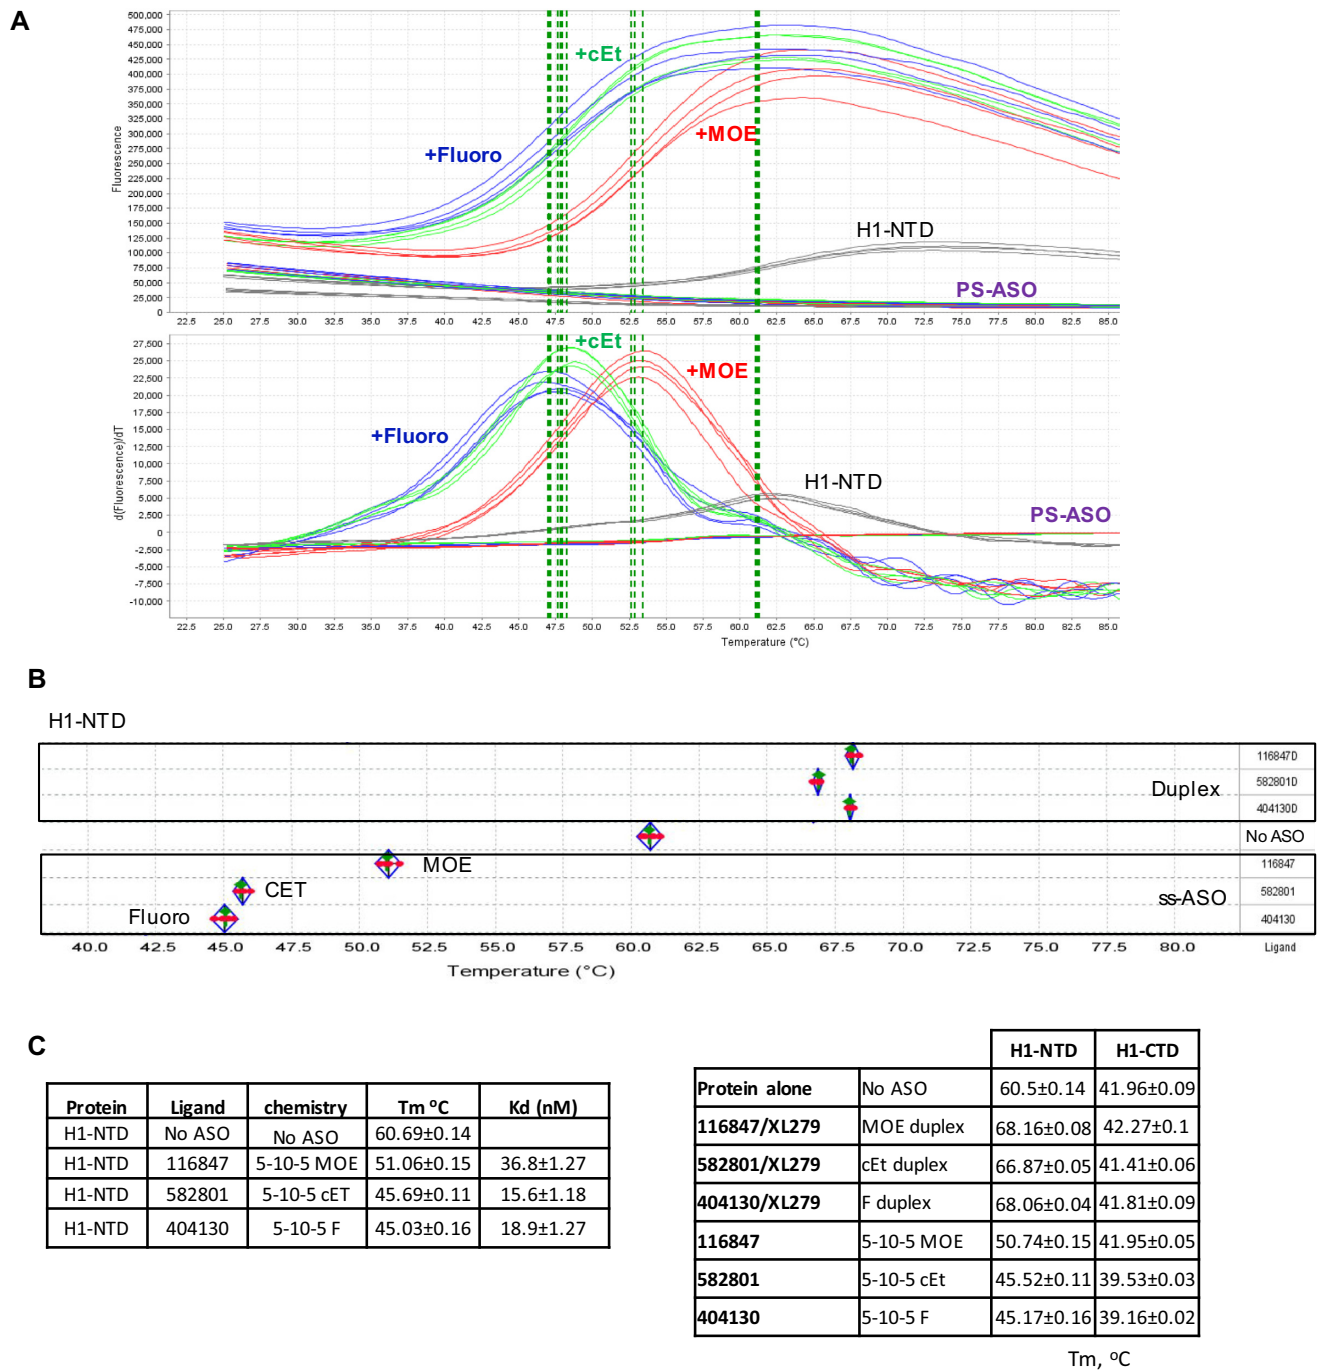 A
500,000
475,000
450,000
425,000
400,000
375,000
350,000
325,000
300,000
275,000
250,000
225,000
200,000
175,000
150,000
125,000
100,000
75,000
50,000
25,000
0
Fluorescence
+cEt
+Fluoro
+MOE
H1-NTD
PS-ASO
22.5 25.0 27.5 30.0 32.5 35.0 37.5 40.0 42.5 45.0 47.5 50.0 52.5 55.0 57.5 60.0 62.5 65.0 67.5 70.0 72.5 75.0 77.5 80.0 82.5 85.0
27,500
25,000
22,500
20,000
17,500
15,000
12,500
10,000
7,500
5,000
2,500
0
-2,500
-5,000
-7,500
-10,000
d(Fluorescence)/dT
+cEt
+MOE
+Fluoro
H1-NTD
PS-ASO
22.5 25.0 27.5 30.0 32.5 35.0 37.5 40.0 42.5 45.0 47.5 50.0 52.5 55.0 57.5 60.0 62.5 65.0 67.5 70.0 72.5 75.0 77.5 80.0 82.5 85.0
Temperature (°C)
B
H1-NTD
116847D
Duplex 582801D
404130D
No ASO
MOE 116847
CET ss-ASO 582801
Fluoro 404130
40.0 42.5 45.0 47.5 50.0 52.5 55.0 57.5 60.0 62.5 65.0 67.5 70.0 72.5 75.0 77.5 80.0 Ligand
Temperature (°C)
C
Protein Ligand chemistry Tm °C Kd (nM)
H1-NTD No ASO No ASO 60.69±0.14
H1-NTD 116847 5-10-5 MOE 51.06±0.15 36.8±1.27
H1-NTD 582801 5-10-5 cET 45.69±0.11 15.6±1.18
H1-NTD 404130 5-10-5 F 45.03±0.16 18.9±1.27
H1-NTD H1-CTD
Protein alone No ASO 60.5±0.14 41.96±0.09
116847/XL279 MOE duplex 68.16±0.08 42.27±0.1
582801/XL279 cEt duplex 66.87±0.05 41.41±0.06
404130/XL279 F duplex 68.06±0.04 41.81±0.09
116847 5-10-5 MOE 50.74±0.15 41.95±0.05
582801 5-10-5 cEt 45.52±0.11 39.53±0.03
404130 5-10-5 F 45.17±0.16 39.16±0.02
Tm, °C